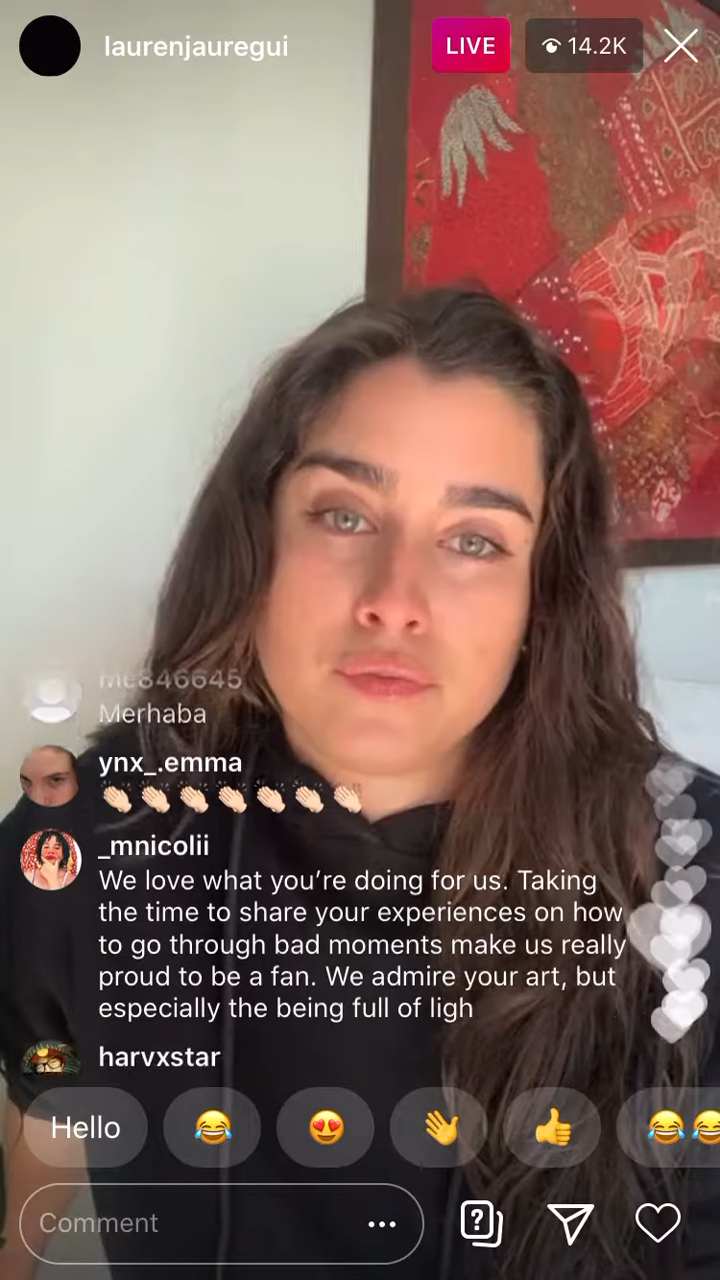 laurenjauregui
LIVE
14.2K
Merhaba
ynx_.emma
👏🏻👏🏻👏🏻👏🏻👏🏻👏🏻👏🏻
_mnicolii
We love what you’re doing for us. Taking
the time to share your experiences on how
to go through bad moments make us really
proud to be a fan. We admire your art, but
especially the being full of ligh
harvxstar
Hello
Comment